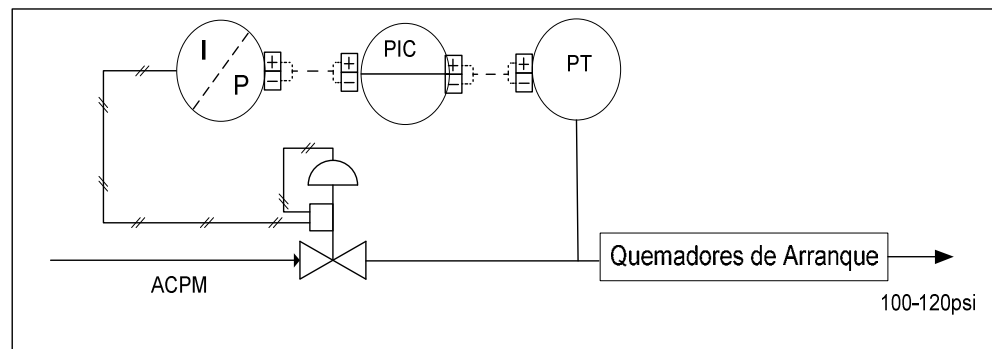 I
P
+
−
+
−
PIC
+
−
+
−
PT
ACPM
Quemadores de Arranque
100-120psi